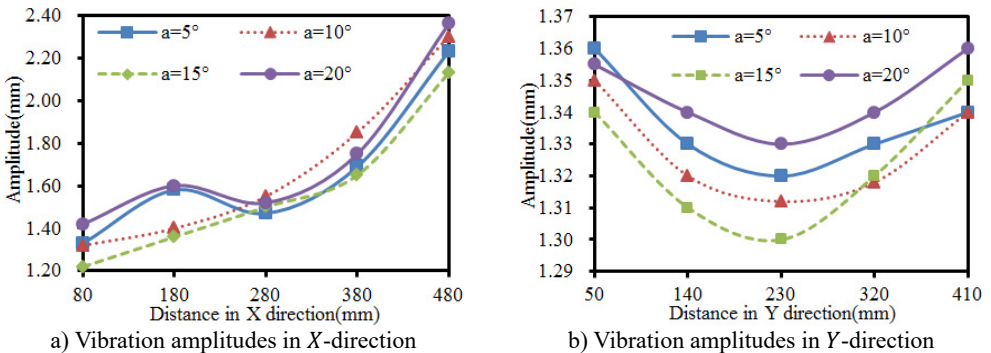 2.40
2.20
2.00
1.80
1.60
1.40
1.20
Amplitude(mm)
a=5°
a=10°
a=15°
a=20°
80
180
280
380
480
Distance in X direction(mm)
a) Vibration amplitudes in X-direction
1.37
1.36
1.35
1.34
1.33
1.32
1.31
1.30
1.29
Amplitude(mm)
a=5°
a=10°
a=15°
a=20°
50
140
230
320
410
Distance in Y direction(mm)
b) Vibration amplitudes in Y-direction